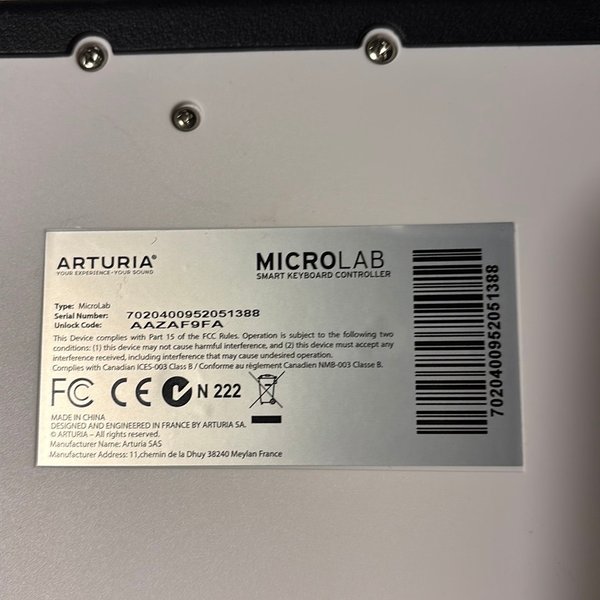 ARTURIA®
YOUR EXPERIENCE • YOUR SOUND
MICROLAB
SMART KEYBOARD CONTROLLER
Type: MicroLab
Serial Number: 7020400952051388
Unlock Code: AAZAF9FA
This Device complies with Part 15 of the FCC Rules. Operation is subject to the following two
conditions: (1) this device may not cause harmful interference, and (2) this device must accept any
interference received, including interference that may cause undesired operation.
Complies with Canadian ICES-003 Class B / Conforme au règlement Canadien NMB-003 Classe B.
FC CE N 222
MADE IN CHINA
DESIGNED AND ENGINEERED IN FRANCE BY ARTURIA SA.
© ARTURIA – All rights reserved.
Manufacturer Name: Arturia SAS
Manufacturer Address: 11,chemin de la Dhuy 38240 Meylan France
7020400952051388